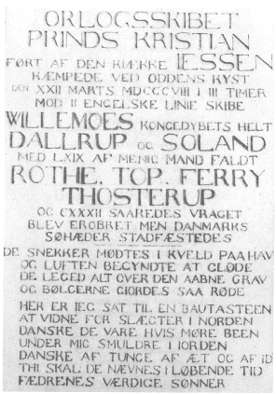 ORLOGSSKIBET
PRINDS KRISTIAN
FØRT AF DEN KIÆKKE IESSEN
KÆMPEDE VED ODDENS KYST
DEN XXII MARTS MDCCCVIII I III TIMER
MOD II ENGELSKE LINIE SKIBE
WILLEMOES KONGEDYBETS HELT
DALLRUP OG SOLAND
MED LXIX AF MENIG MAND FALDT
ROTHE, TOP, FERRY
THOSTERUP
OG CXXXII SAAREDES VRAGET
BLEV EROBRET MEN DANMARKS
SØHÆDER STADFÆSTEDES
DE SNEKKER MØDTES I KVELD PAA HAV
OG LUFTEN BEGYNDTE AT GLØDE
DE LEGED ALT OVER DEN AABNE GRAV
OG BØLGERNE GIORDES SAA RØDE
HER ER IEG SAT TIL EN BAUTASTEEN
AT VIDNE FOR SLÆGTER I NORDEN
DANSKE DE VARE, HVIS MØRE BEEN
UNDER MIG SMULDRE I IORDEN
DANSKE AF TUNGE AF ÆT OG AF ID
THI SKAL DE NÆVNES I LØBENDE TID
FÆDRENES VÆRDIGE SØNNER